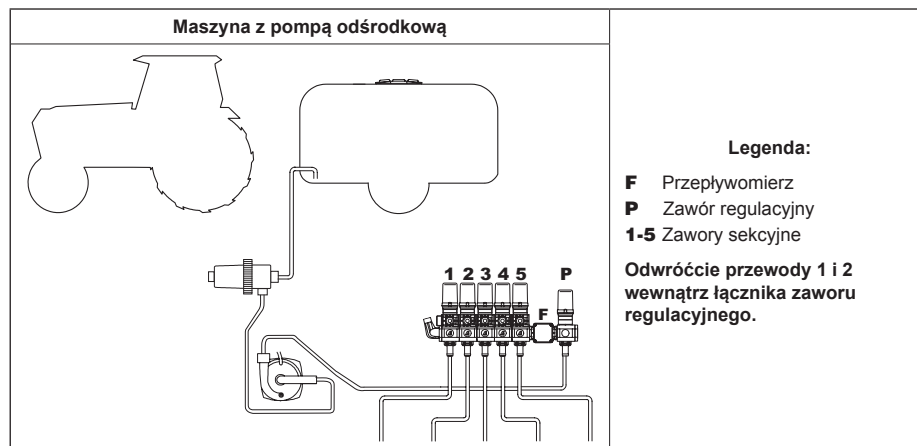 Maszyna z pompą odśrodkową
1 2 3 4 5 P
F
Legenda:
F Przepływomierz
P Zawór regulacyjny
1-5 Zawory sekcyjne
Odwróćcie przewody 1 i 2
wewnątrz łącznika zaworu
regulacyjnego.